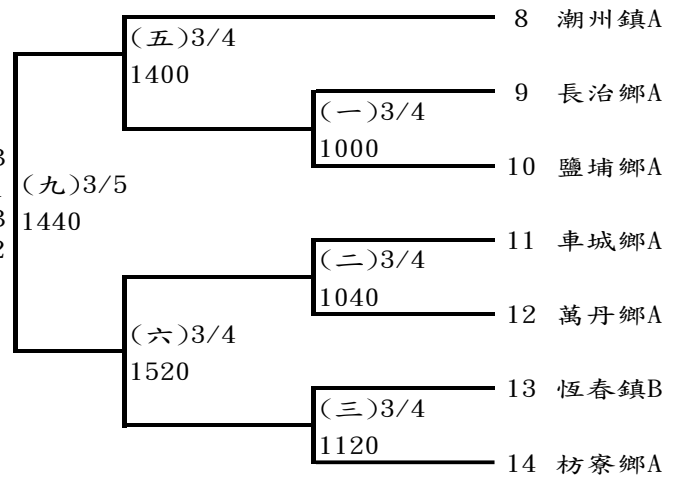 8 潮州鎮A
(五)3/4
1400
9 長治鄉A
(一)3/4
1000
10 鹽埔鄉A
(九)3/5
1440
11 車城鄉A
(二)3/4
1040
12 萬丹鄉A
(六)3/4
1520
13 恆春鎮B
(三)3/4
1120
14 枋寮鄉A